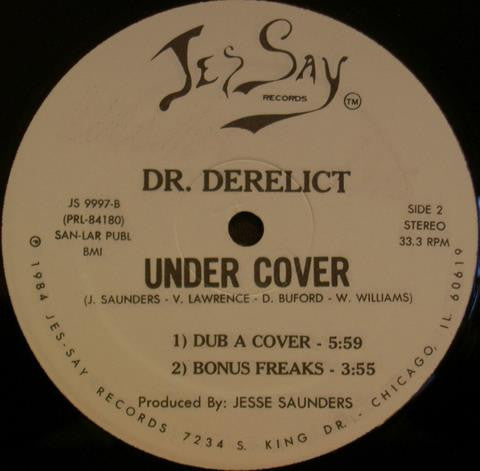 JES SAY
RECORDS
TM
DR. DERELICT
JS 9997-B
(PRL-84180)
SAN-LAR PUBL
BMI
SIDE 2
STEREO
33.3 RPM
UNDER COVER
(J. SAUNDERS - V. LAWRENCE - D. BUFORD - W. WILLIAMS)
1) DUB A COVER - 5:59
2) BONUS FREAKS - 3:55
Produced By: JESSE SAUNDERS
℗ 1984 JES-SAY RECORDS 7234 S. KING DR. - CHICAGO, IL 60619